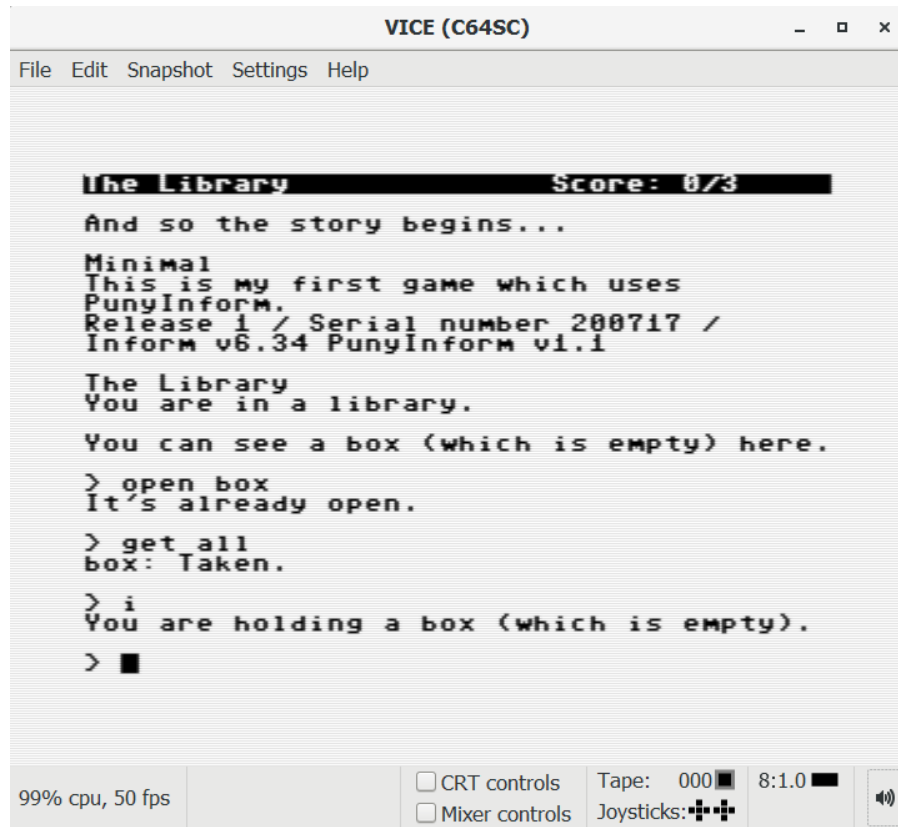 VICE (C64SC)
File Edit Snapshot Settings Help
The Library Score: 0/3
And so the story begins...
Minimal
This is my first game which uses
PunyInform.
Release 1 / Serial number 200717 /
Inform v6.34 PunyInform v1.1
The Library
You are in a library.
You can see a box (which is empty) here.
> open box
It's already open.
> get all
box: Taken.
> i
You are holding a box (which is empty).
>
CRT controls Tape: 000 8:1.0
99% cpu, 50 fps
Mixer controls Joysticks: